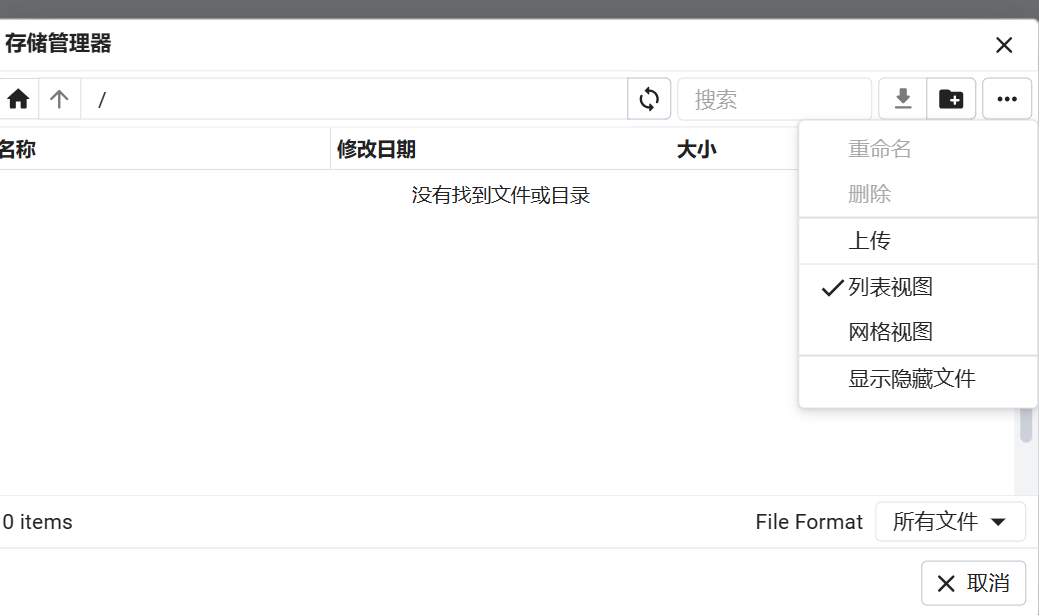 存储管理器
/
搜索
名称 修改日期 大小
没有找到文件或目录
重命名
删除
上传
列表视图
网格视图
显示隐藏文件
0 items
File Format 所有文件
取消